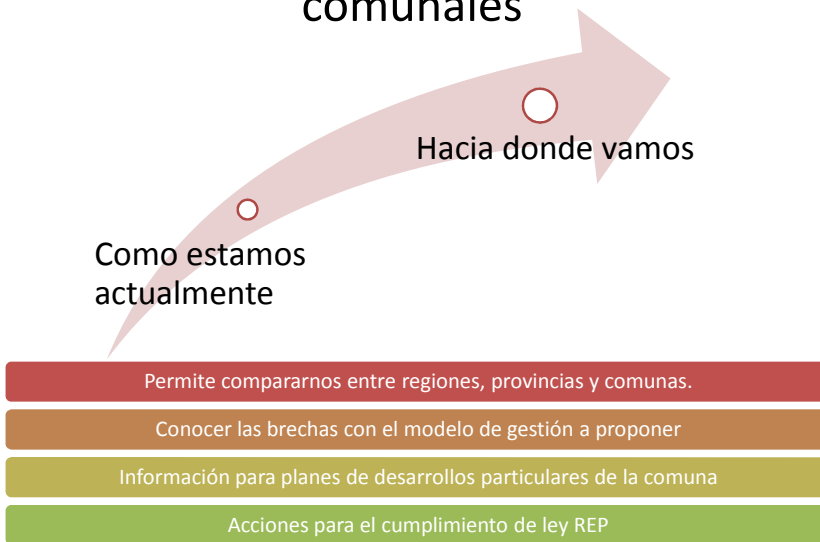 comunales
Hacia donde vamos
Como estamos
actualmente
Permite compararnos entre regiones, provincias y comunas.
Conocer las brechas con el modelo de gestión a proponer
Información para planes de desarrollos particulares de la comuna
Acciones para el cumplimiento de ley REP